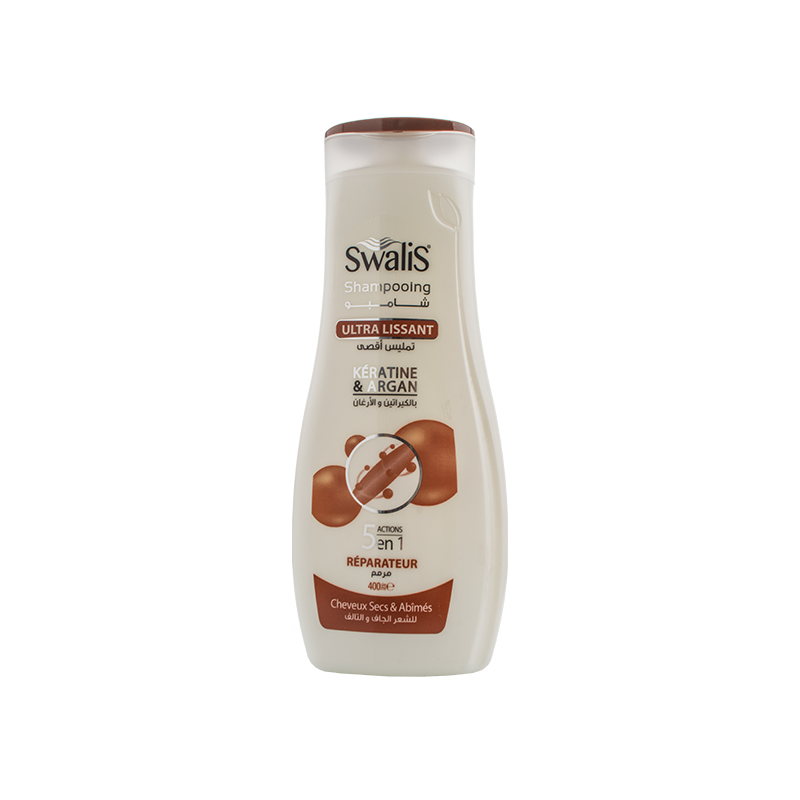 Swalis®
Shampooing
شامبو
ULTRA LISSANT
تمليس أقصى
KÉRATINE
& ARGAN
بالكيراتين و الأرغان
5 ACTIONS
en 1
RÉPARATEUR
مرمم
400ml℮
Cheveux Secs & Abîmés
للشعر الجاف و التالف